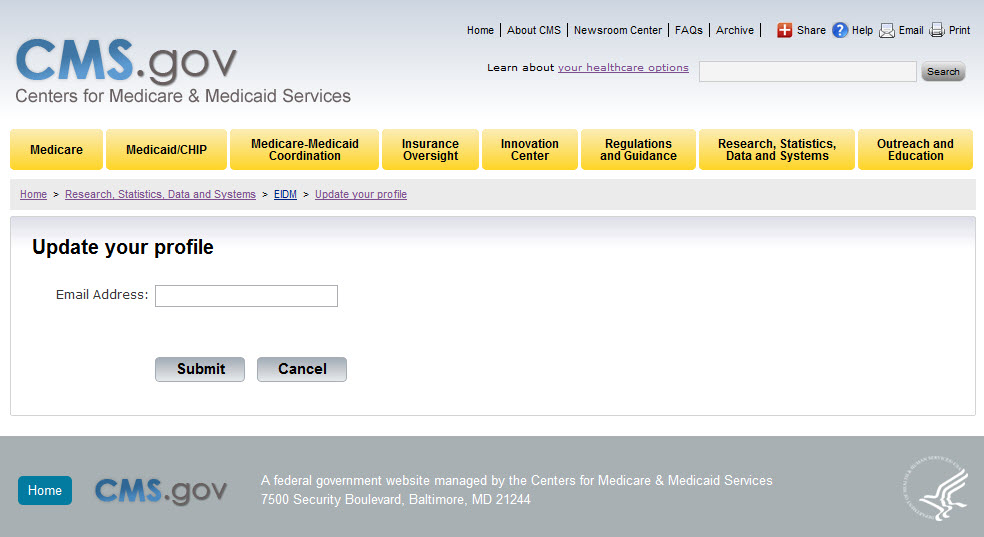 Home | About CMS | Newsroom Center | FAQs | Archive | Share Help Email Print
CMS.gov
Centers for Medicare & Medicaid Services
Learn about your healthcare options
Search
Medicare
Medicaid/CHIP
Medicare-Medicaid
Coordination
Insurance
Oversight
Innovation
Center
Regulations
and Guidance
Research, Statistics,
Data and Systems
Outreach and
Education
Home > Research, Statistics, Data and Systems > EIDM > Update your profile
Update your profile
Email Address:
Submit Cancel
Home
CMS.gov
A federal government website managed by the Centers for Medicare & Medicaid Services
7500 Security Boulevard, Baltimore, MD 21244